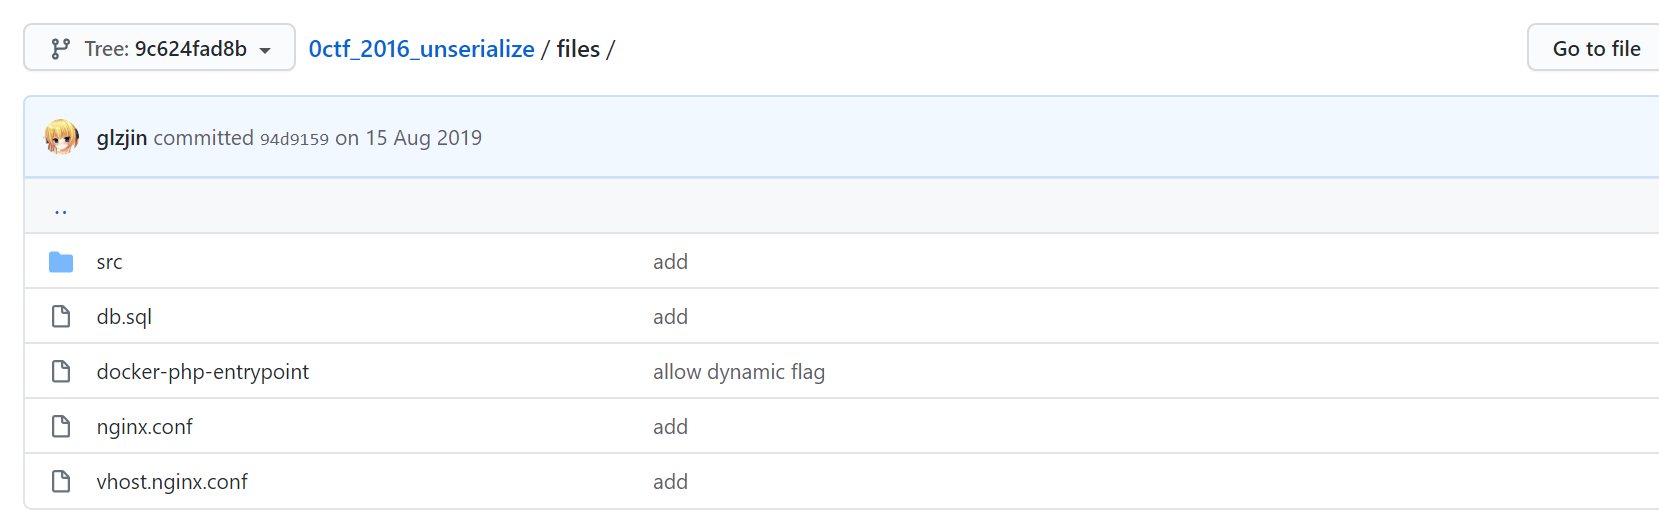 Tree: 9c624fad8b 0ctf_2016_unserialize / files / Go to file
glzjin committed 94d9159 on 15 Aug 2019
..
src add
db.sql add
docker-php-entrypoint allow dynamic flag
nginx.conf add
vhost.nginx.conf add